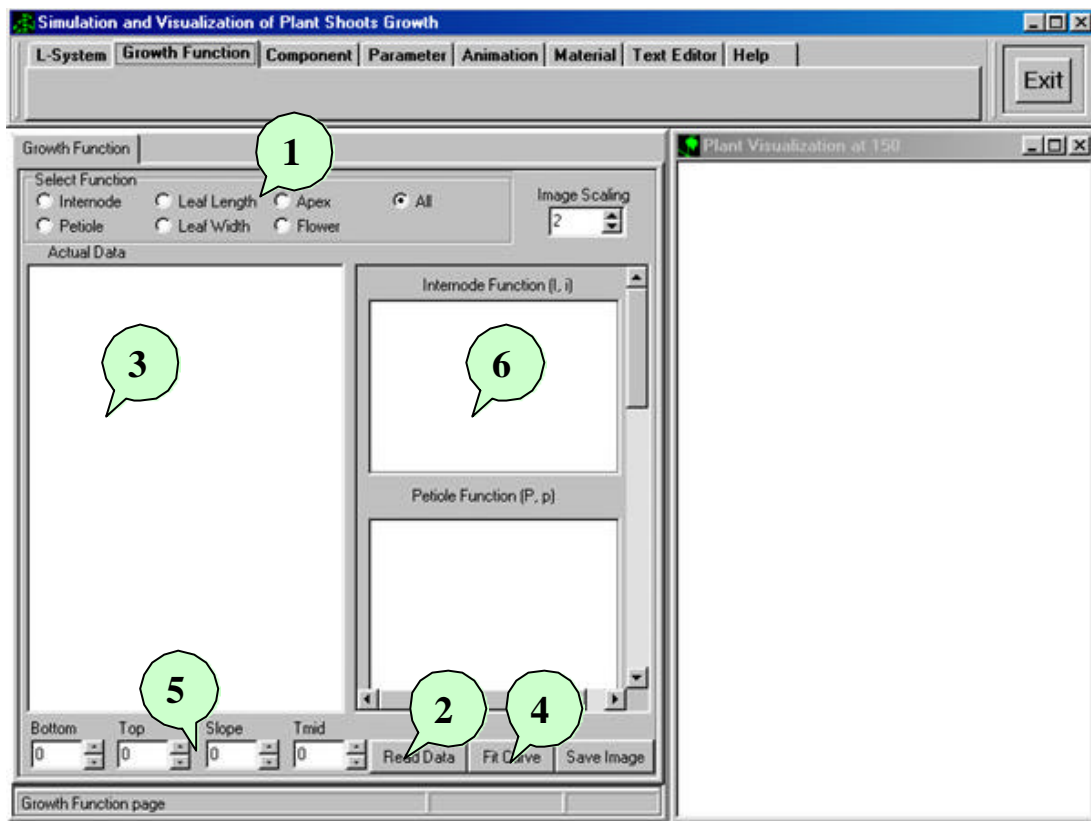 Simulation and Visualization of Plant Shoots Growth
L-System Growth Function Component Parameter Animation Material Text Editor Help
Exit
Growth Function
Plant Visualization at 150
1
Select Function
Internode Leaf Length Apex All
Petiole Leaf Width Flower
Image Scaling
2
Actual Data
Internode Function (I, i)
3
6
Petiole Function (P, p)
5
2
4
Bottom Top Slope Tmid
0 0 0 0
Read Data Fit Curve Save Image
Growth Function page